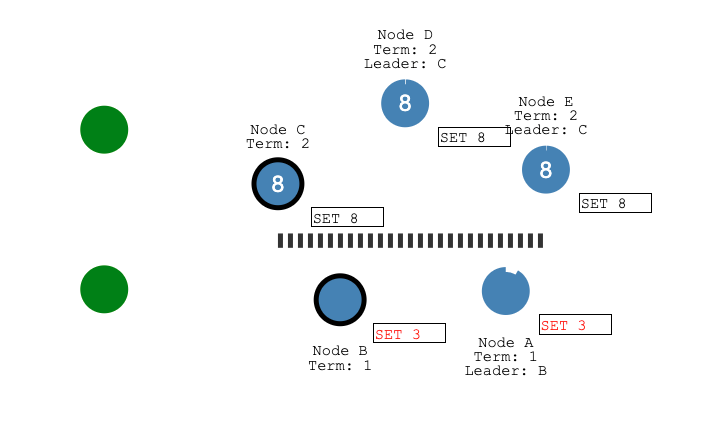 Node D
Term: 2
Leader: C
8
SET 8
Node E
Term: 2
Leader: C
8
SET 8
Node C
Term: 2
8
SET 8
SET 3
Node B
Term: 1
SET 3
Node A
Term: 1
Leader: B